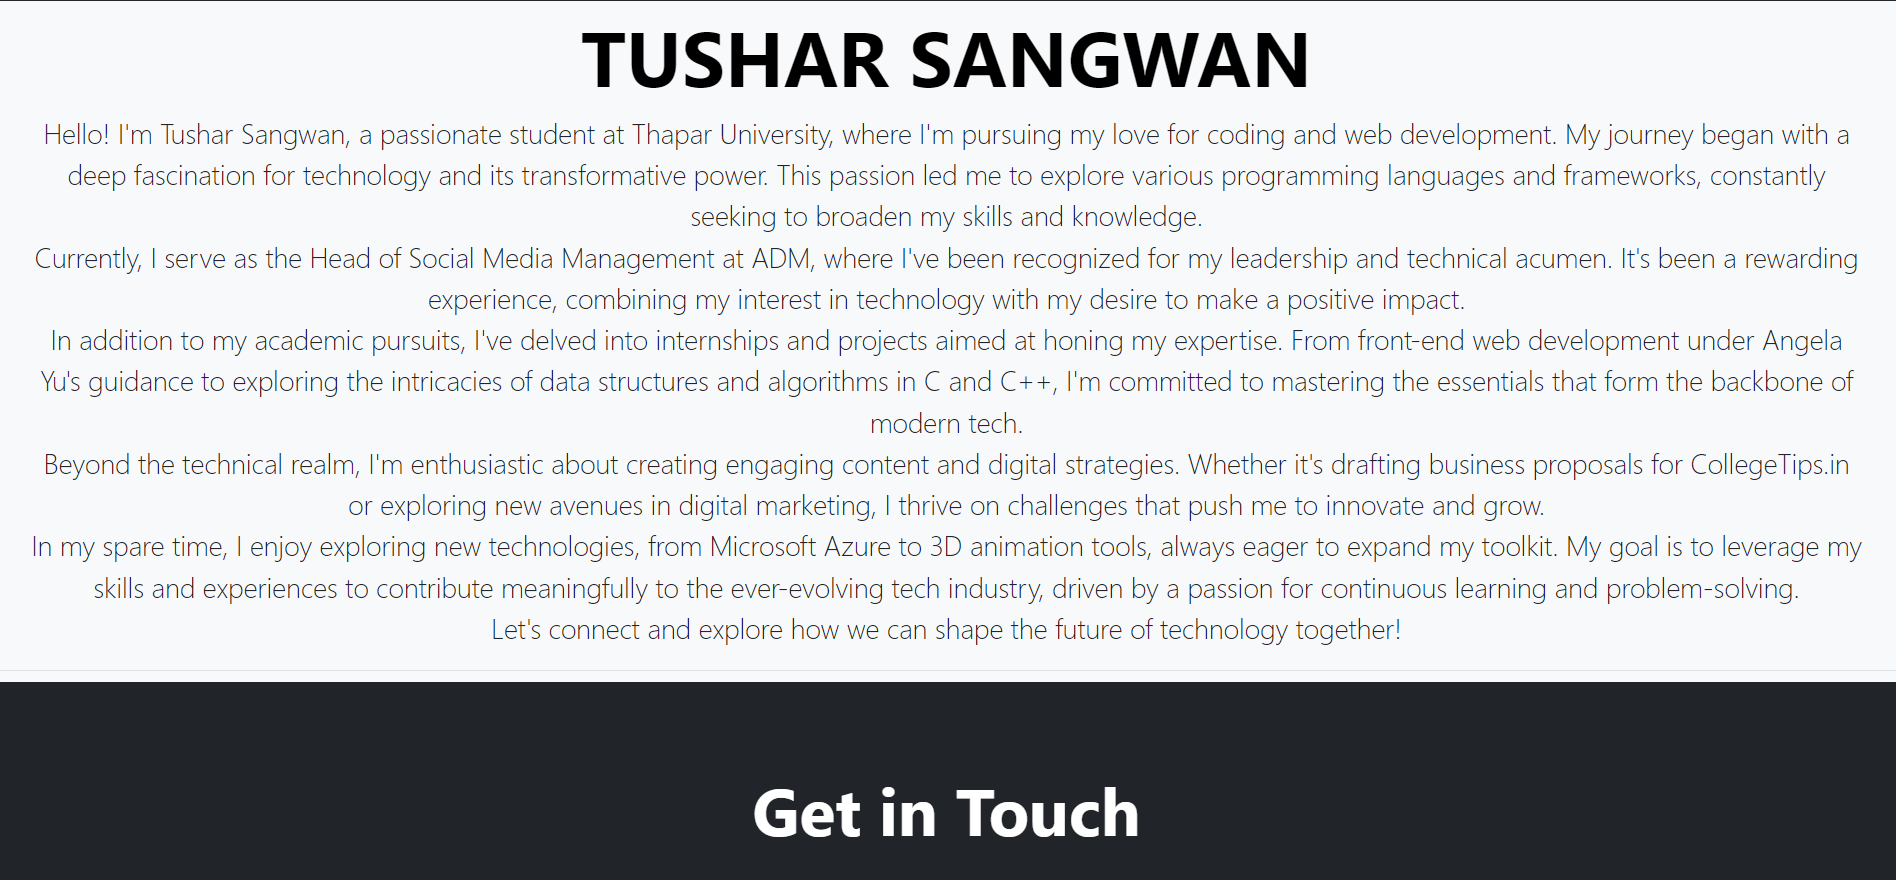 TUSHAR SANGWAN
Hello! I'm Tushar Sangwan, a passionate student at Thapar University, where I'm pursuing my love for coding and web development. My journey began with a
deep fascination for technology and its transformative power. This passion led me to explore various programming languages and frameworks, constantly
seeking to broaden my skills and knowledge.
Currently, I serve as the Head of Social Media Management at ADM, where I've been recognized for my leadership and technical acumen. It's been a rewarding
experience, combining my interest in technology with my desire to make a positive impact.
In addition to my academic pursuits, I've delved into internships and projects aimed at honing my expertise. From front-end web development under Angela
Yu's guidance to exploring the intricacies of data structures and algorithms in C and C++, I'm committed to mastering the essentials that form the backbone of
modern tech.
Beyond the technical realm, I'm enthusiastic about creating engaging content and digital strategies. Whether it's drafting business proposals for CollegeTips.in
or exploring new avenues in digital marketing, I thrive on challenges that push me to innovate and grow.
In my spare time, I enjoy exploring new technologies, from Microsoft Azure to 3D animation tools, always eager to expand my toolkit. My goal is to leverage my
skills and experiences to contribute meaningfully to the ever-evolving tech industry, driven by a passion for continuous learning and problem-solving.
Let's connect and explore how we can shape the future of technology together!
Get in Touch